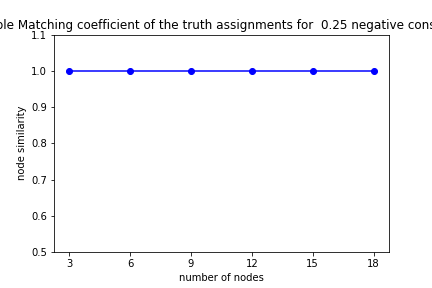 ple Matching coefficient of the truth assignments for 0.25 negative cons
1.1
1.0
0.9
0.8
0.7
0.6
0.5
node similarity
3 6 9 12 15 18
number of nodes